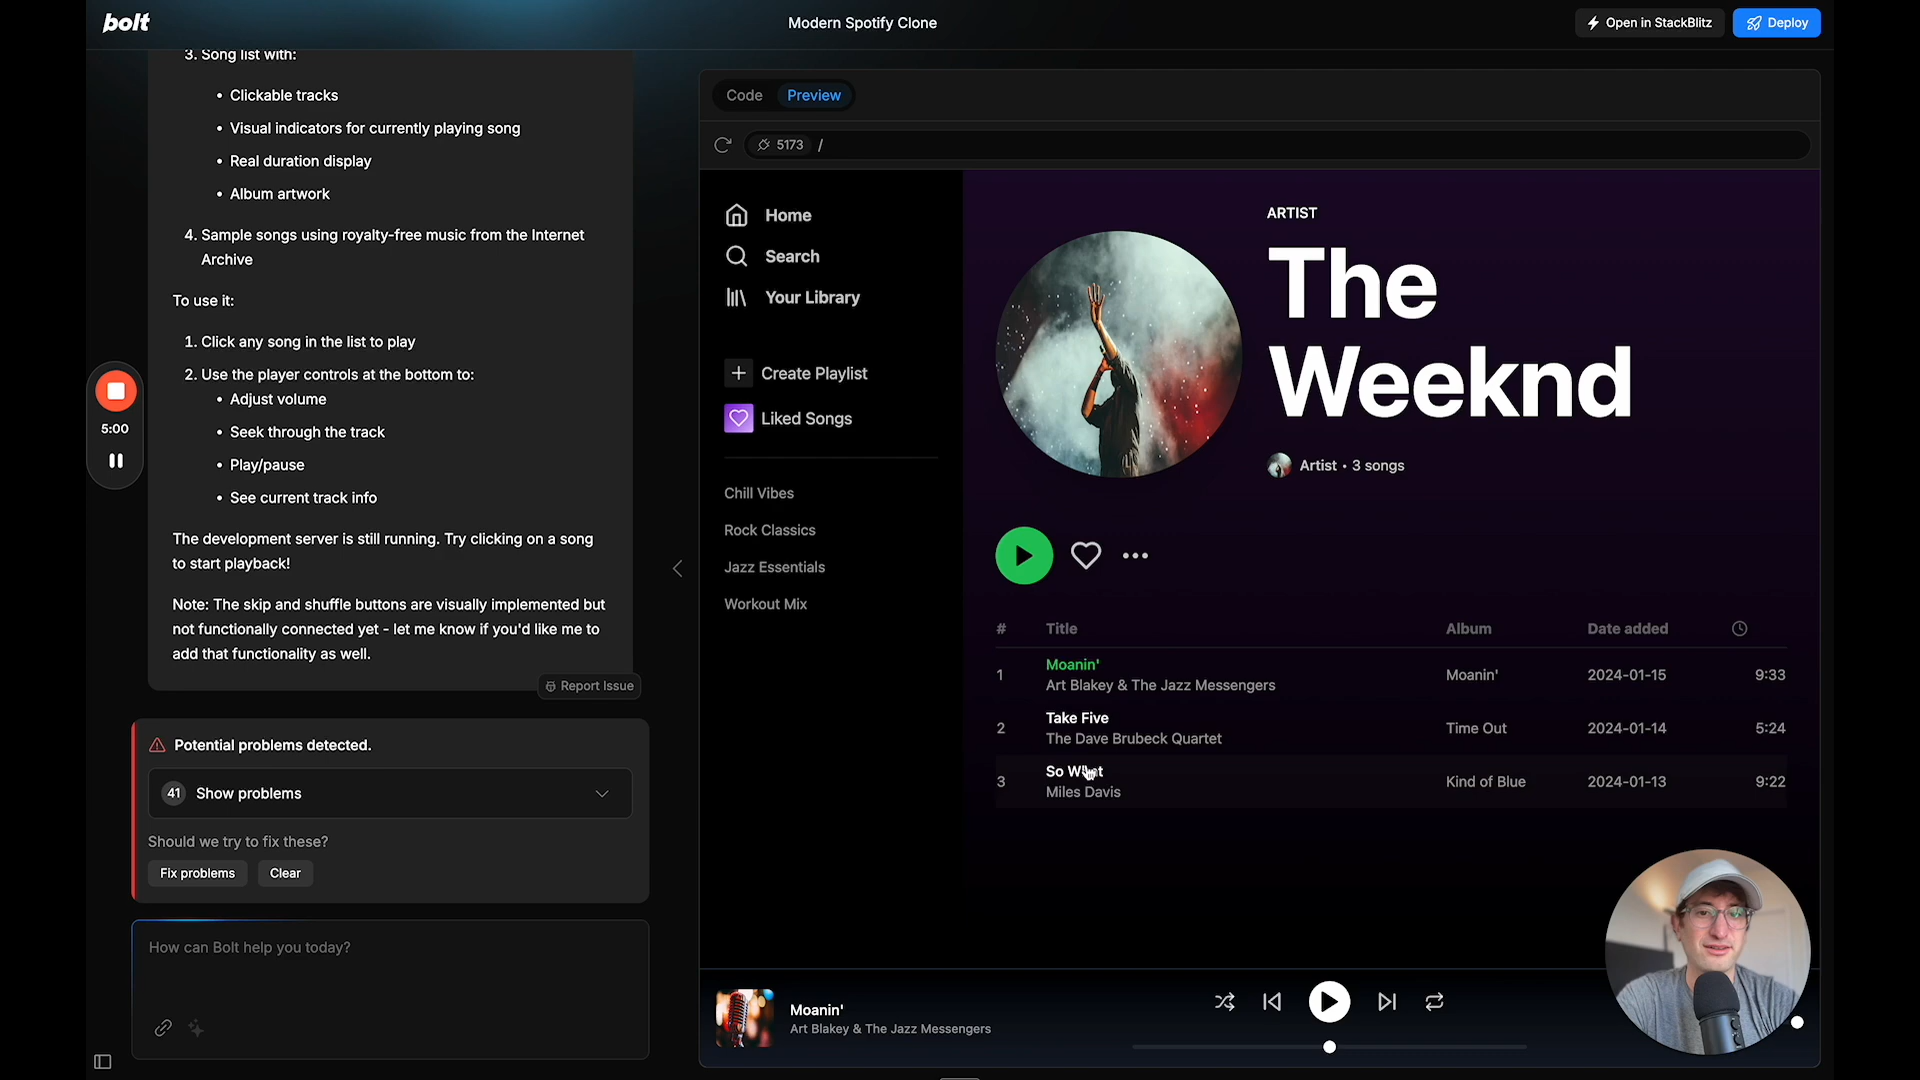 bolt
Modern Spotify Clone
Open in StackBlitz
Deploy
3. Song list with:
• Clickable tracks
• Visual indicators for currently playing song
• Real duration display
• Album artwork
4. Sample songs using royalty-free music from the Internet
Archive
To use it:
1. Click any song in the list to play
2. Use the player controls at the bottom to:
• Adjust volume
• Seek through the track
• Play/pause
• See current track info
The development server is still running. Try clicking on a song
to start playback!
Note: The skip and shuffle buttons are visually implemented but
not functionally connected yet - let me know if you'd like me to
add that functionality as well.
Report Issue
5:00
Potential problems detected.
41 Show problems
Should we try to fix these?
Fix problems Clear
How can Bolt help you today?
Code Preview
5173 /
Home
Search
Your Library
Create Playlist
Liked Songs
Chill Vibes
Rock Classics
Jazz Essentials
Workout Mix
ARTIST
The
Weeknd
Artist • 3 songs
# Title Album Date added
1 Moanin' Moanin' 2024-01-15 9:33
Art Blakey & The Jazz Messengers
2 Take Five Time Out 2024-01-14 5:24
The Dave Brubeck Quartet
3 So What Kind of Blue 2024-01-13 9:22
Miles Davis
Moanin'
Art Blakey & The Jazz Messengers